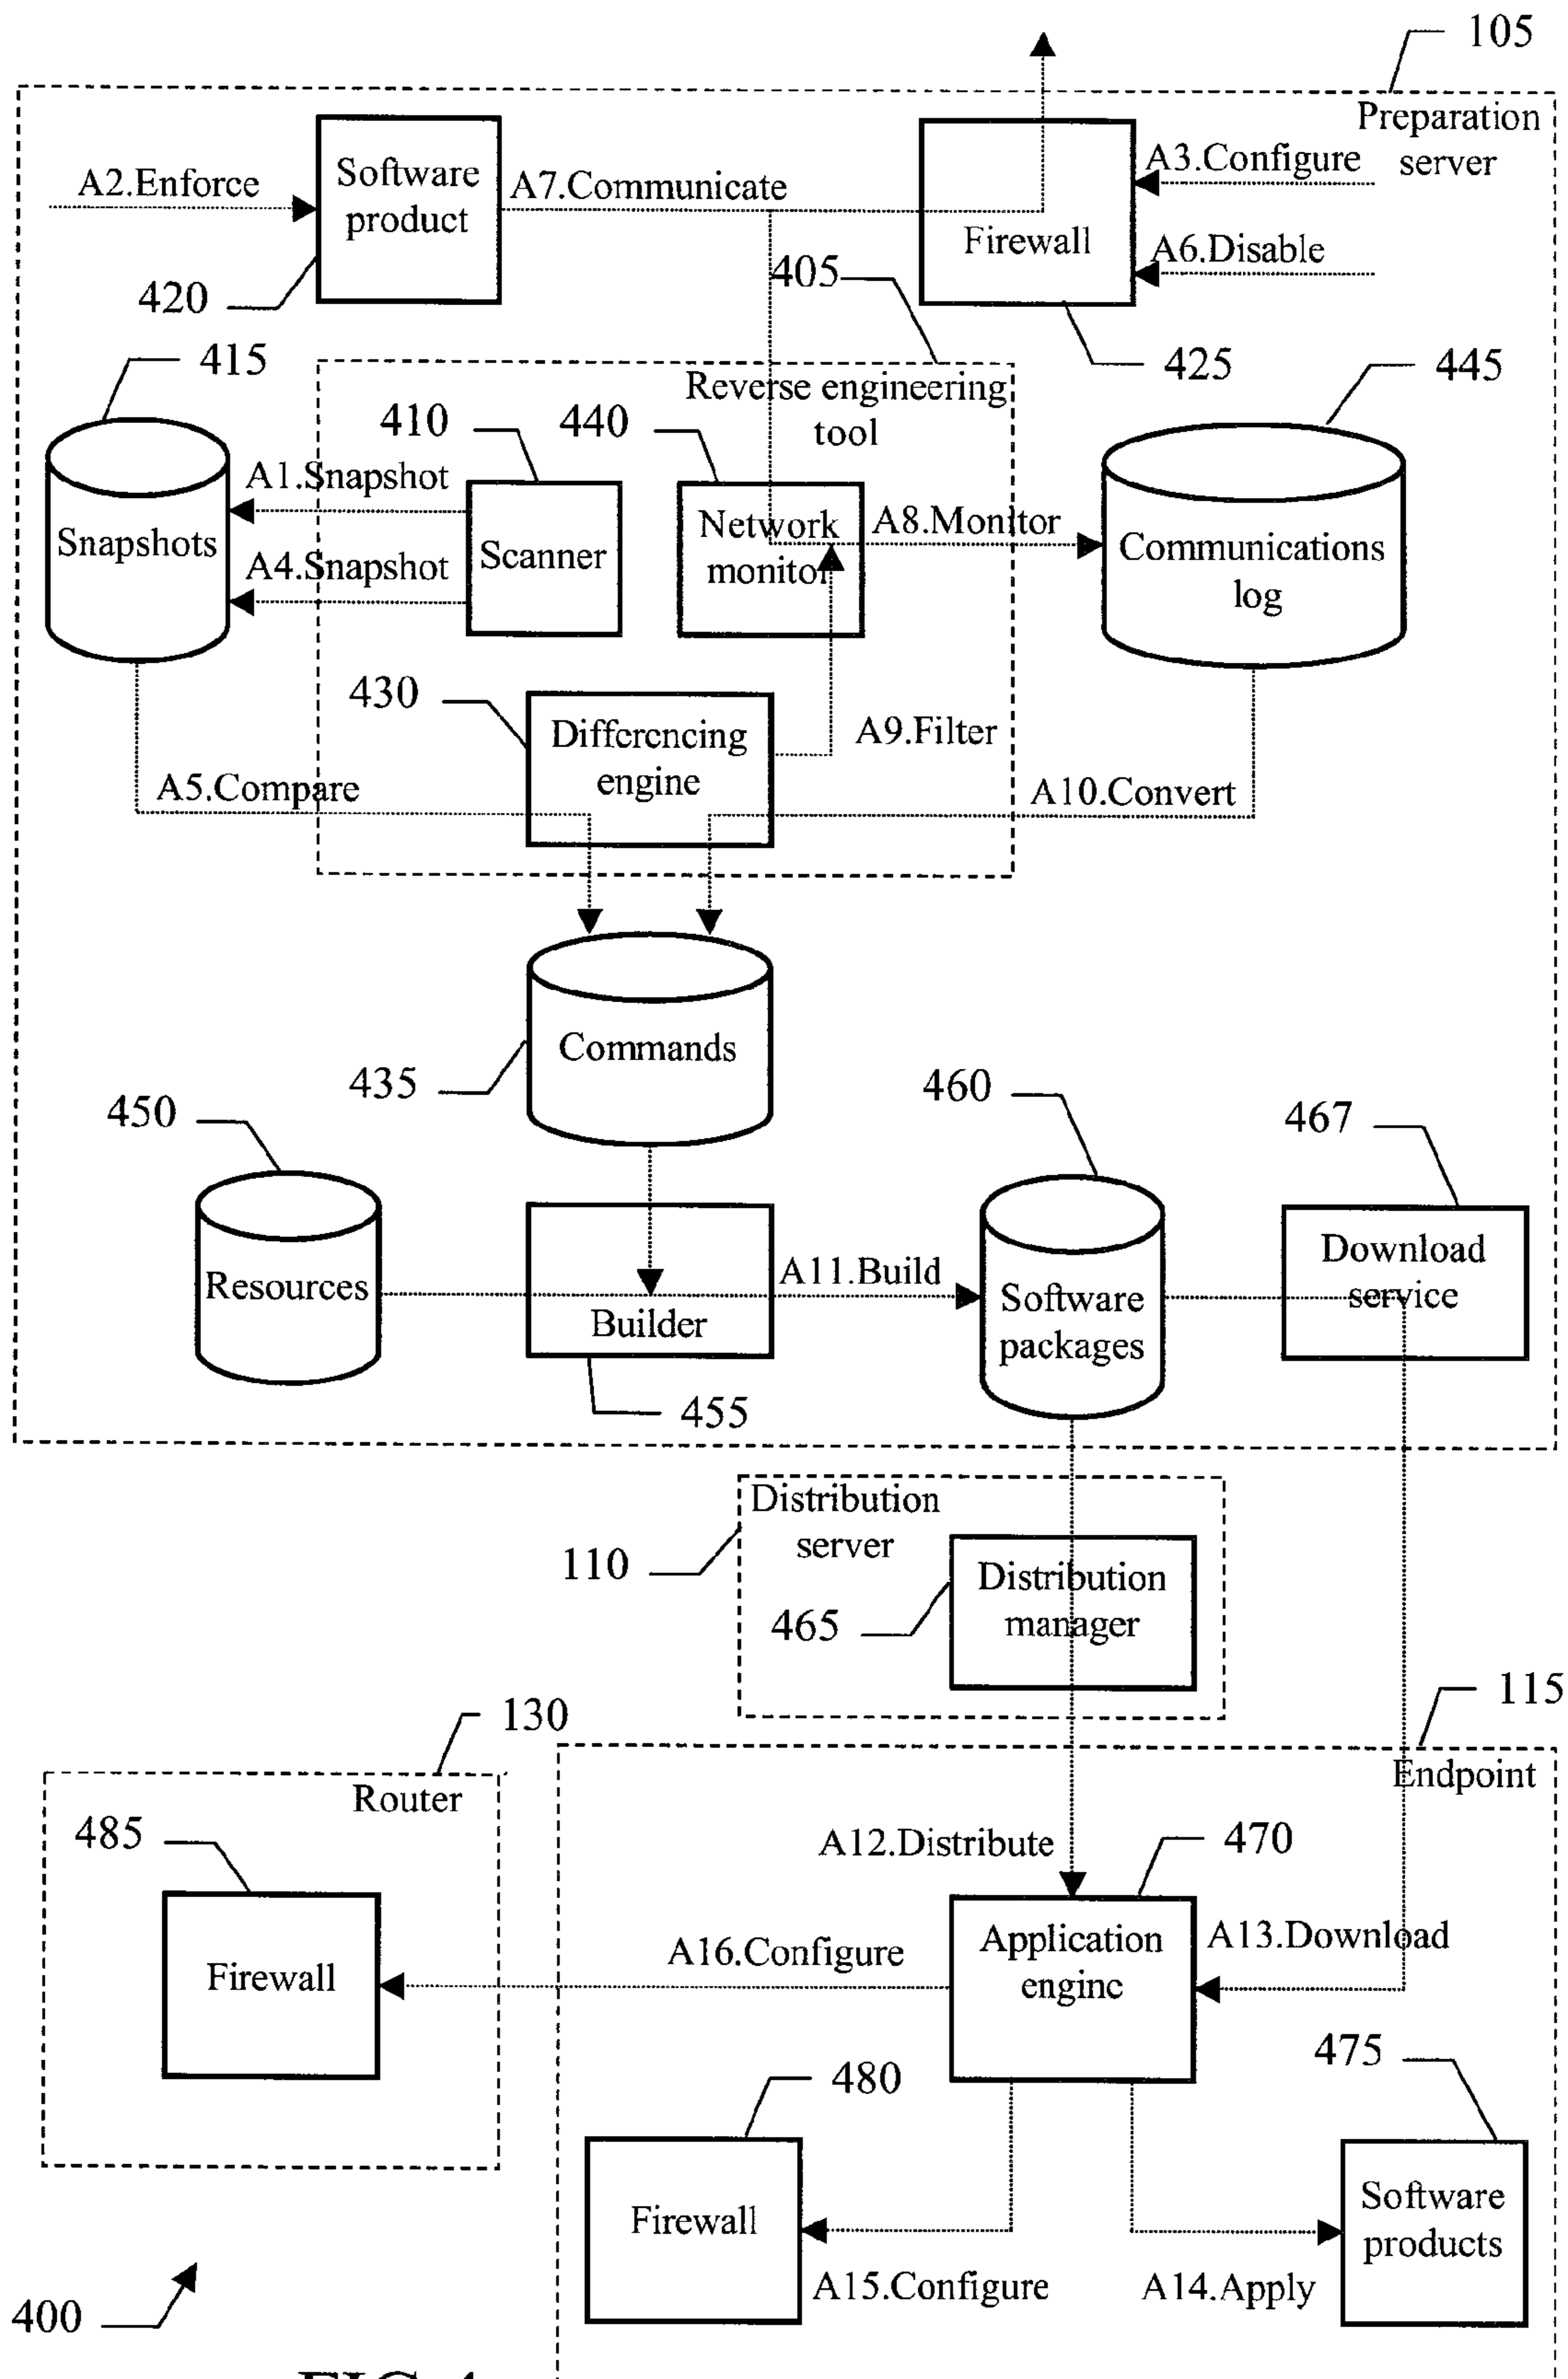 105
Preparation
server
A2.Enforce
Software
product
A7.Communicate
A3.Configure
Firewall
A6.Disable
420
405
425
415
445
Reverse engineering
tool
410
440
A1.Snapshot
Snapshots
A4.Snapshot
Scanner
Network
monitor
A8.Monitor
Communications
log
430
Differencing
engine
A9.Filter
A5.Compare
A10.Convert
Commands
435
450
460
467
Resources
Builder
A11.Build
Software
packages
Download
service
455
Distribution
server
110
Distribution
manager
465
115
130
Endpoint
Router
485
A12.Distribute
470
Firewall
A16.Configure
Application
engine
A13.Download
475
480
Firewall
Software
products
A15.Configure
A14.Apply
400